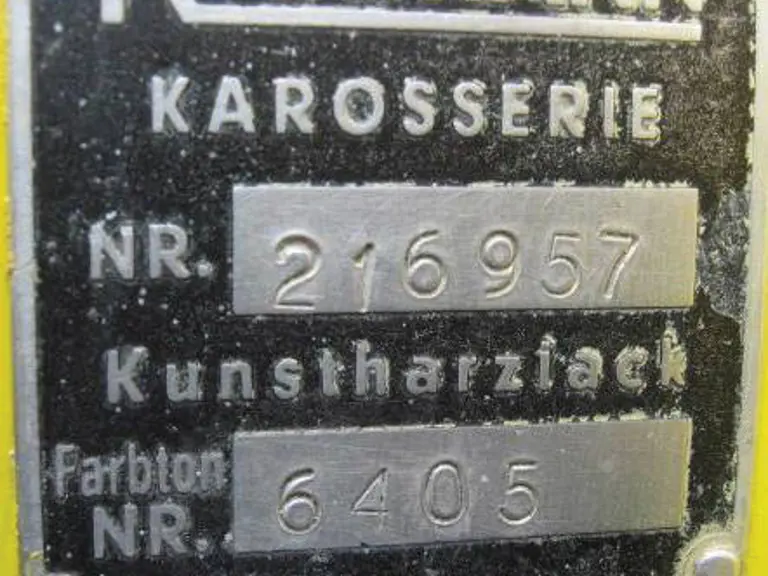 KAROSSERIE
NR. 216957
Kunstharzlack
Farbton
NR. 6405